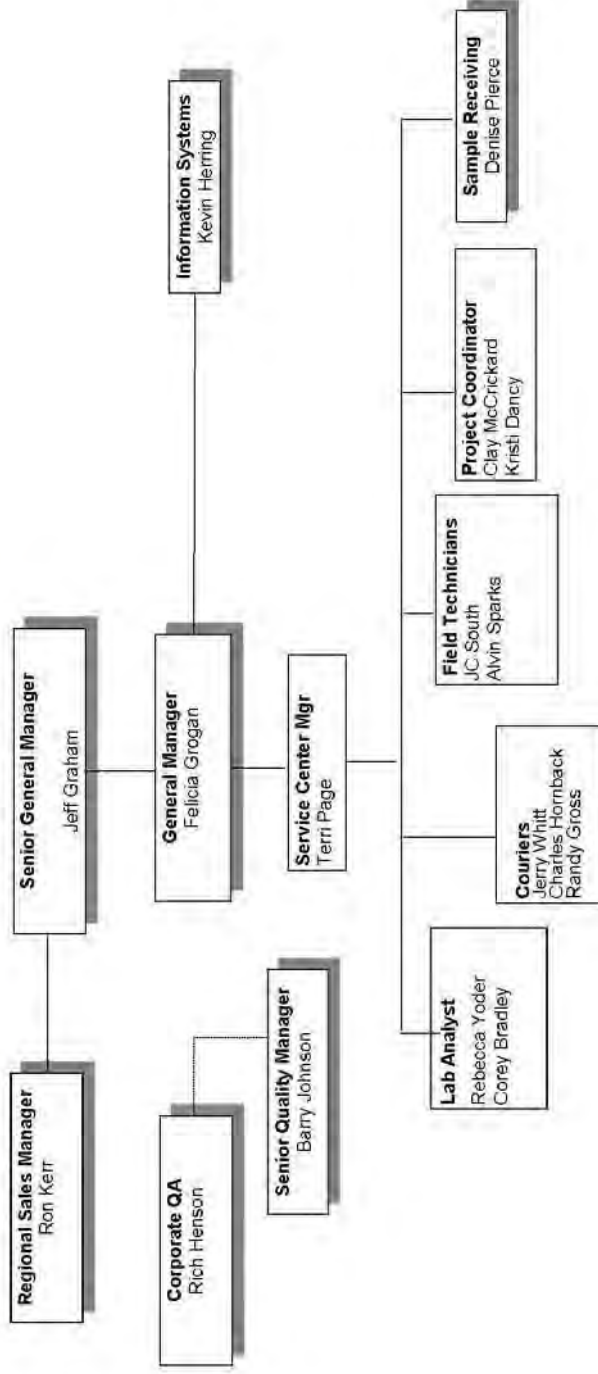 Regional Sales Manager
Ron Kerr
Senior General Manager
Jeff Graham
Corporate QA
Rich Henson
General Manager
Felicia Grogan
Information Systems
Kevin Herring
Senior Quality Manager
Barry Johnson
Service Center Mgr
Terri Page
Lab Analyst
Rebecca Yoder
Corey Bradley
Couriers
Jerry Whitt
Charles Hornback
Randy Gross
Field Technicians
JC South
Alvin Sparks
Project Coordinator
Clay McCrickard
Kristi Dancy
Sample Receiving
Denise Pierce